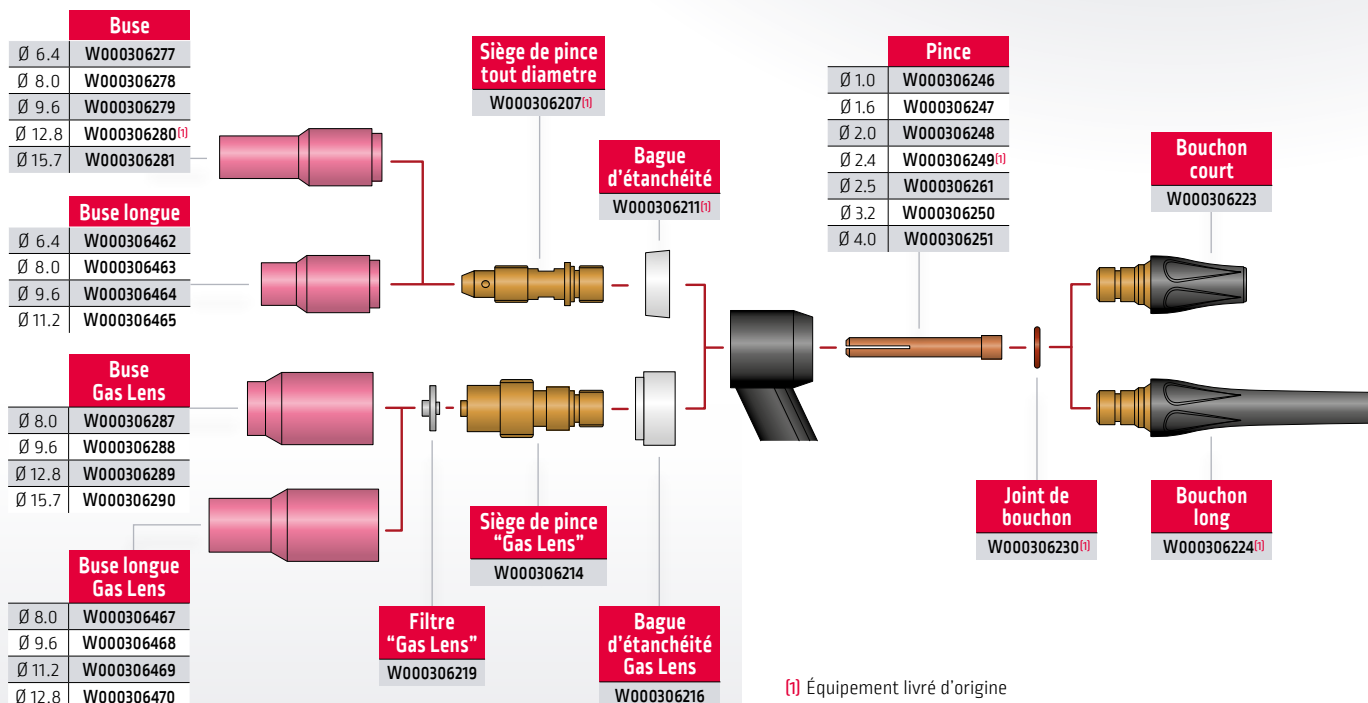 Buse
Ø 6.4 W000306277
Ø 8.0 W000306278
Ø 9.6 W000306279
Ø 12.8 W000306280(1)
Ø 15.7 W000306281
Buse longue
Ø 6.4 W000306462
Ø 8.0 W000306463
Ø 9.6 W000306464
Ø 11.2 W000306465
Buse
Gas Lens
Ø 8.0 W000306287
Ø 9.6 W000306288
Ø 12.8 W000306289
Ø 15.7 W000306290
Buse longue
Gas Lens
Ø 8.0 W000306467
Ø 9.6 W000306468
Ø 11.2 W000306469
Ø 12.8 W000306470
Siège de pince
tout diametre
W000306207(1)
Bague
d'étanchéité
W000306211(1)
Siège de pince
"Gas Lens"
W000306214
Filtre
"Gas Lens"
W000306219
Bague
d'étanchéité
Gas Lens
W000306216
Pince
Ø 1.0 W000306246
Ø 1.6 W000306247
Ø 2.0 W000306248
Ø 2.4 W000306249(1)
Ø 2.5 W000306261
Ø 3.2 W000306250
Ø 4.0 W000306251
Bouchon
court
W000306223
Joint de
bouchon
W000306230(1)
Bouchon
long
W000306224(1)
(1) Équipement livré d'origine